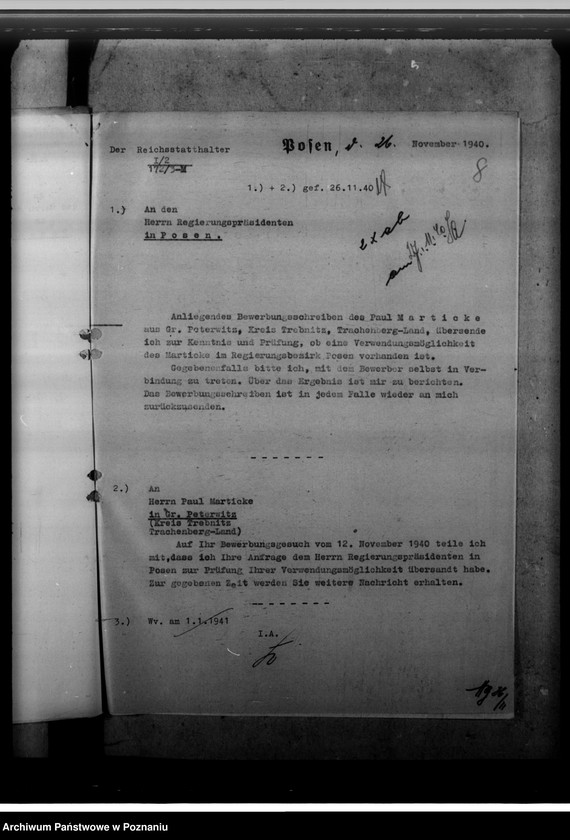 Der Reichsstatthalter
I/2
Posen, d. 26. November 1940.
8
1.) + 2.) gef. 26.11.40
1.) An den
Herrn Regierungspräsidenten
in P o s e n .
2 x ab
am 27. 11. 40
Anliegendes Bewerbungsschreiben des Paul M a r t i c k e
aus Gr. Peterwitz, Kreis Trebnitz, Trachenberg-Land, übersende
ich zur Kenntnis und Prüfung, ob eine Verwendungsmöglichkeit
des Marticke im Regierungsbezirk Posen vorhanden ist.
Gegebenenfalls bitte ich, mit dem Bewerber selbst in Ver-
bindung zu treten. Über das Ergebnis ist mir zu berichten.
Das Bewerbungsschreiben ist in jedem Falle wieder an mich
zurückzusenden.
2.) An
Herrn Paul Marticke
in Gr. Peterwitz
(Kreis Trebnitz
Trachenberg-Land)
Auf Ihr Bewerbungsgesuch vom 12. November 1940 teile ich
mit,dass ich Ihre Anfrage dem Herrn Regierungspräsidenten in
Posen zur Prüfung Ihrer Verwendungsmöglichkeit übersandt habe.
Zur gegebenen Zeit werden Sie weitere Nachricht erhalten.
3.) Wv. am 1.1.1941
I.A.
26/11
Archiwum Państwowe w Poznaniu